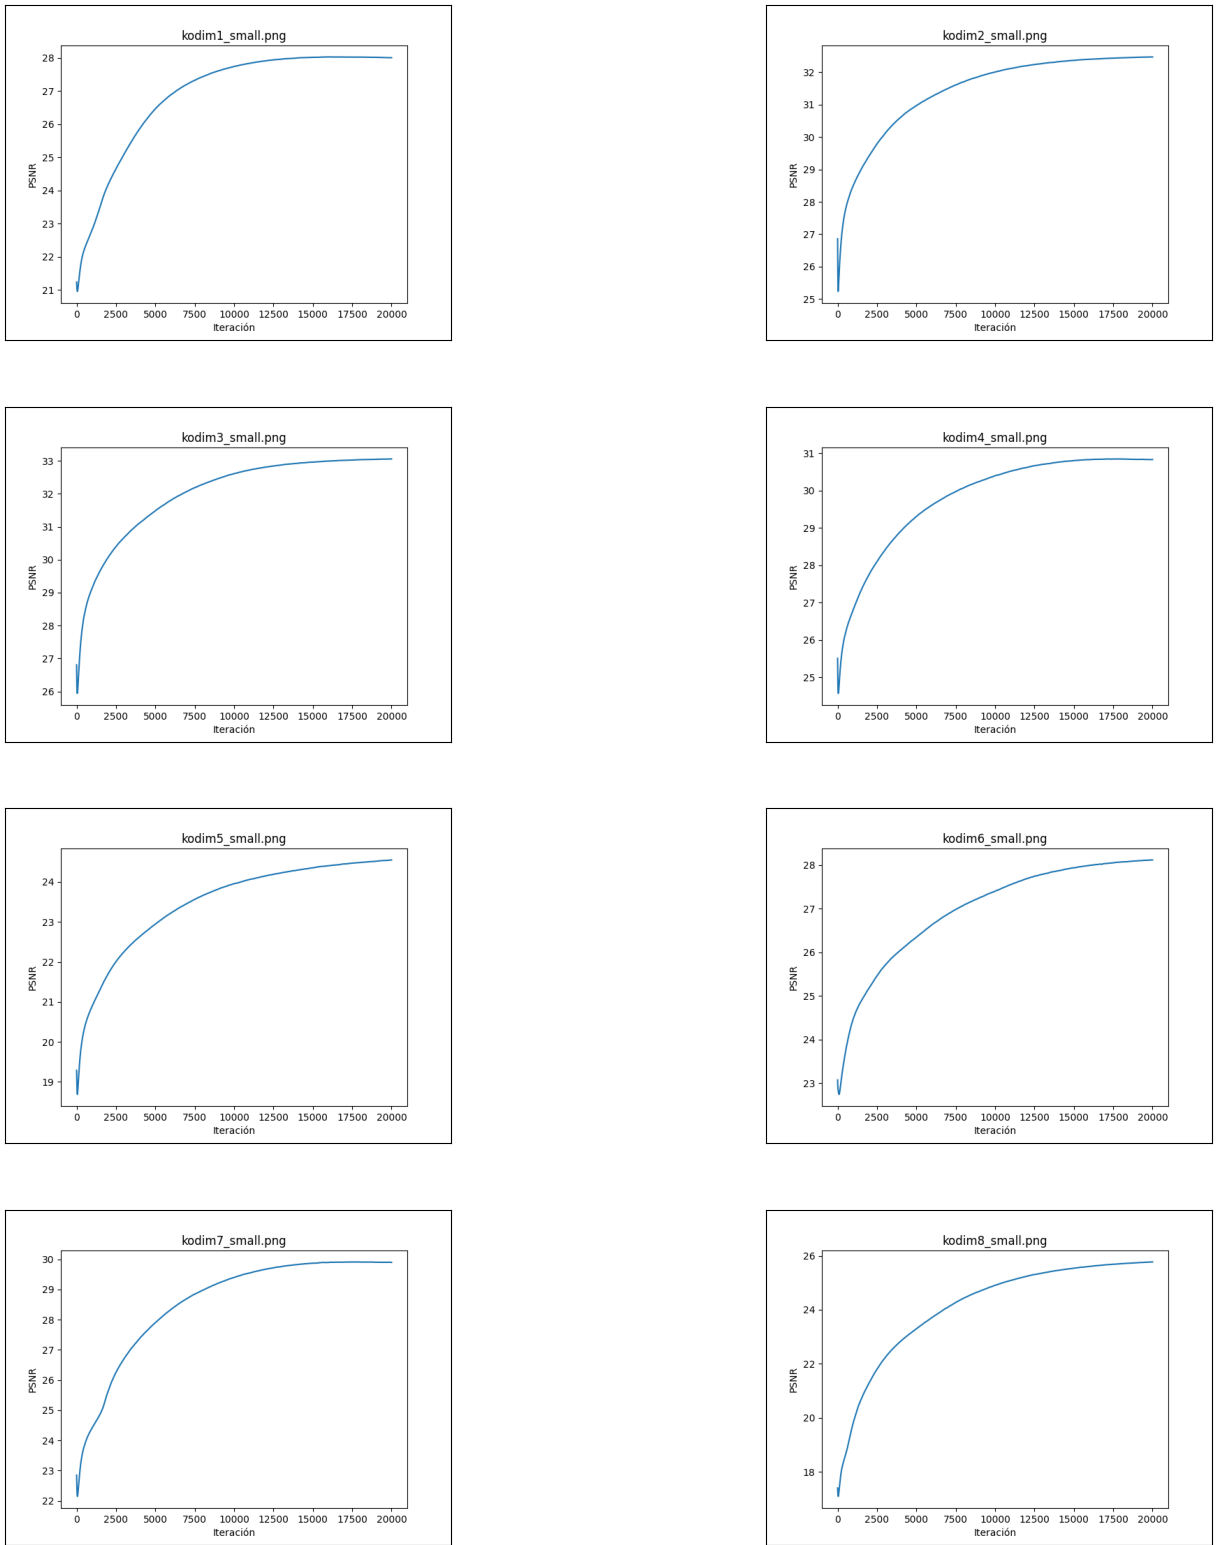 kodim1_small.png
28
27
26
25
24
23
22
21
PSNR
0 2500 5000 7500 10000 12500 15000 17500 20000
Iteración
kodim2_small.png
32
31
30
29
28
27
26
25
PSNR
0 2500 5000 7500 10000 12500 15000 17500 20000
Iteración
kodim3_small.png
33
32
31
30
29
28
27
26
PSNR
0 2500 5000 7500 10000 12500 15000 17500 20000
Iteración
kodim4_small.png
31
30
29
28
27
26
25
PSNR
0 2500 5000 7500 10000 12500 15000 17500 20000
Iteración
kodim5_small.png
24
23
22
21
20
19
PSNR
0 2500 5000 7500 10000 12500 15000 17500 20000
Iteración
kodim6_small.png
28
27
26
25
24
23
PSNR
0 2500 5000 7500 10000 12500 15000 17500 20000
Iteración
kodim7_small.png
30
29
28
27
26
25
24
23
22
PSNR
0 2500 5000 7500 10000 12500 15000 17500 20000
Iteración
kodim8_small.png
26
24
22
20
18
PSNR
0 2500 5000 7500 10000 12500 15000 17500 20000
Iteración